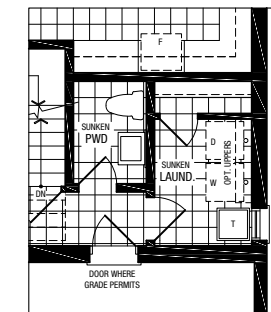 F
SUNKEN
PWD
SUNKEN
LAUND.
D
W
OPT. UPPERS
T
DN
DOOR WHERE
GRADE PERMITS